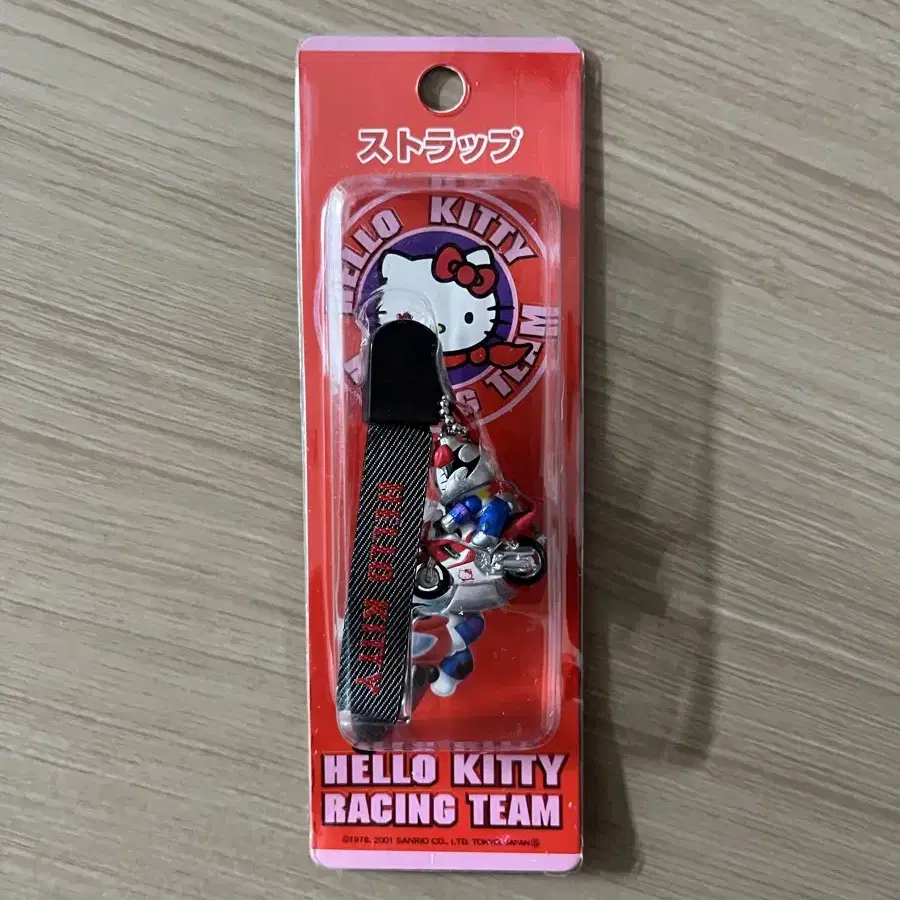 ストラップ
HELLO KITTY
TEAM
HELLO KITTY
HELLO KITTY
RACING TEAM
©1976, 2001 SANRIO CO., LTD. TOKYO, JAPAN